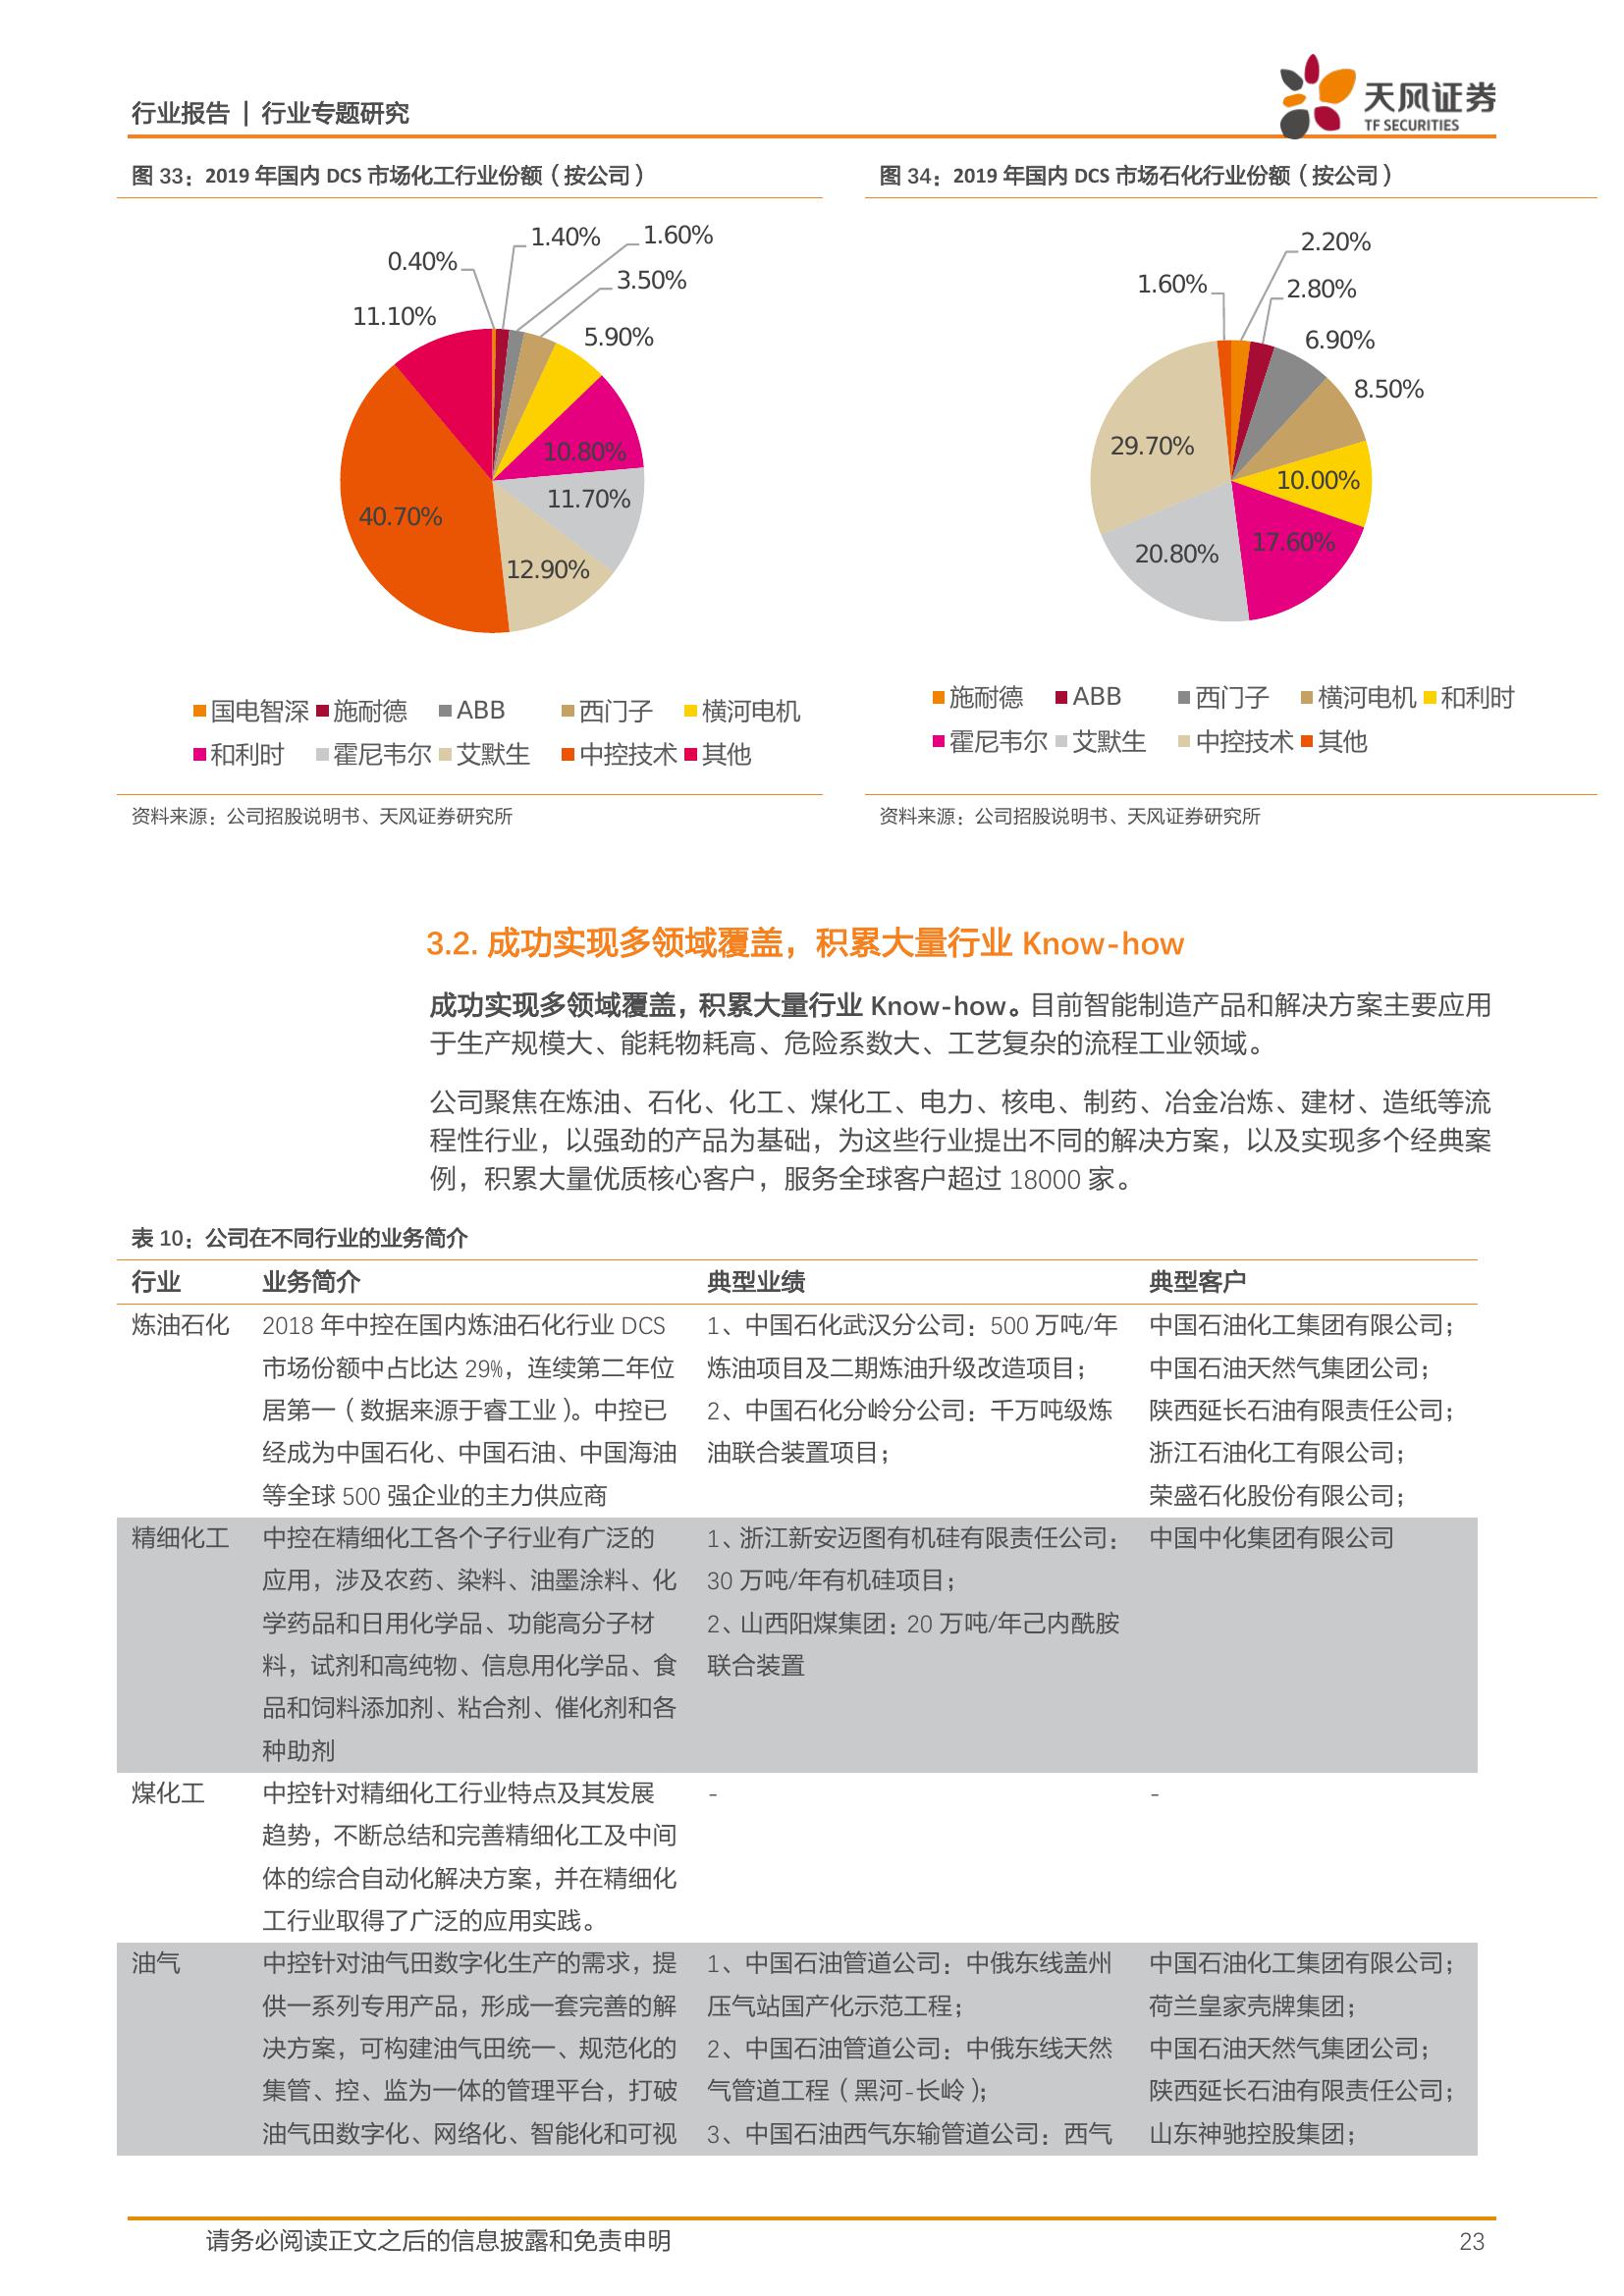 行业报告 | 行业专题研究
天风证券
TF SECURITIES
图 33：2019 年国内 DCS 市场化工行业份额（按公司）
0.40%
1.40%
1.60%
3.50%
5.90%
10.80%
11.70%
12.90%
40.70%
11.10%
国电智深 施耐德 ABB 西门子 横河电机
和利时 霍尼韦尔 艾默生 中控技术 其他
资料来源：公司招股说明书、天风证券研究所
图 34：2019 年国内 DCS 市场石化行业份额（按公司）
1.60%
2.20%
2.80%
6.90%
8.50%
10.00%
17.60%
20.80%
29.70%
施耐德 ABB 西门子 横河电机 和利时
霍尼韦尔 艾默生 中控技术 其他
资料来源：公司招股说明书、天风证券研究所
3.2. 成功实现多领域覆盖，积累大量行业 Know-how
成功实现多领域覆盖，积累大量行业 Know-how。目前智能制造产品和解决方案主要应用
于生产规模大、能耗物耗高、危险系数大、工艺复杂的流程工业领域。
公司聚焦在炼油、石化、化工、煤化工、电力、核电、制药、冶金冶炼、建材、造纸等流
程性行业，以强劲的产品为基础，为这些行业提出不同的解决方案，以及实现多个经典案
例，积累大量优质核心客户，服务全球客户超过 18000 家。
表 10：公司在不同行业的业务简介
行业 业务简介 典型业绩 典型客户
炼油石化 2018 年中控在国内炼油石化行业 DCS 1、中国石化武汉分公司：500 万吨/年 中国石油化工集团有限公司；
市场份额中占比达 29%，连续第二年位 炼油项目及二期炼油升级改造项目； 中国石油天然气集团公司；
居第一（数据来源于睿工业）。中控已 2、中国石化分岭分公司：千万吨级炼 陕西延长石油有限责任公司；
经成为中国石化、中国石油、中国海油 油联合装置项目； 浙江石油化工有限公司；
等全球 500 强企业的主力供应商 荣盛石化股份有限公司；
精细化工 中控在精细化工各个子行业有广泛的 1、浙江新安迈图有机硅有限责任公司： 中国中化集团有限公司
应用，涉及农药、染料、油墨涂料、化 30 万吨/年有机硅项目；
学药品和日用化学品、功能高分子材 2、山西阳煤集团：20 万吨/年己内酰胺
料，试剂和高纯物、信息用化学品、食 联合装置
品和饲料添加剂、粘合剂、催化剂和各
种助剂
煤化工 中控针对精细化工行业特点及其发展 - -
趋势，不断总结和完善精细化工及中间
体的综合自动化解决方案，并在精细化
工行业取得了广泛的应用实践。
油气 中控针对油气田数字化生产的需求，提 1、中国石油管道公司：中俄东线盖州 中国石油化工集团有限公司；
供一系列专用产品，形成一套完善的解 压气站国产化示范工程； 荷兰皇家壳牌集团；
决方案，可构建油气田统一、规范化的 2、中国石油管道公司：中俄东线天然 中国石油天然气集团公司；
集管、控、监为一体的管理平台，打破 气管道工程（黑河-长岭）； 陕西延长石油有限责任公司；
油气田数字化、网络化、智能化和可视 3、中国石油西气东输管道公司：西气 山东神驰控股集团；
请务必阅读正文之后的信息披露和免责申明 23